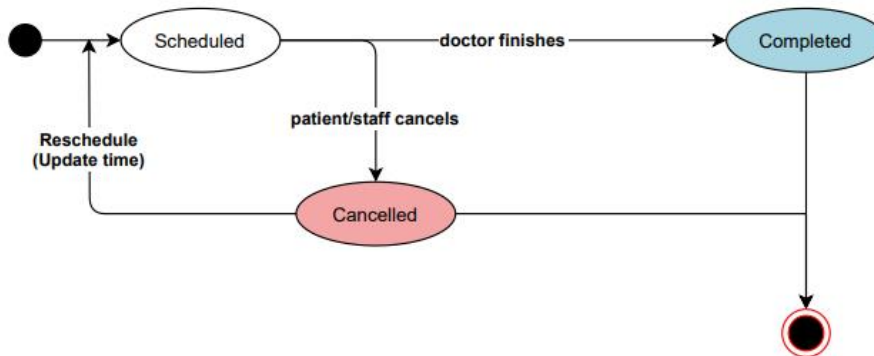 Scheduled
doctor finishes
Completed
patient/staff cancels
Reschedule
(Update time)
Cancelled